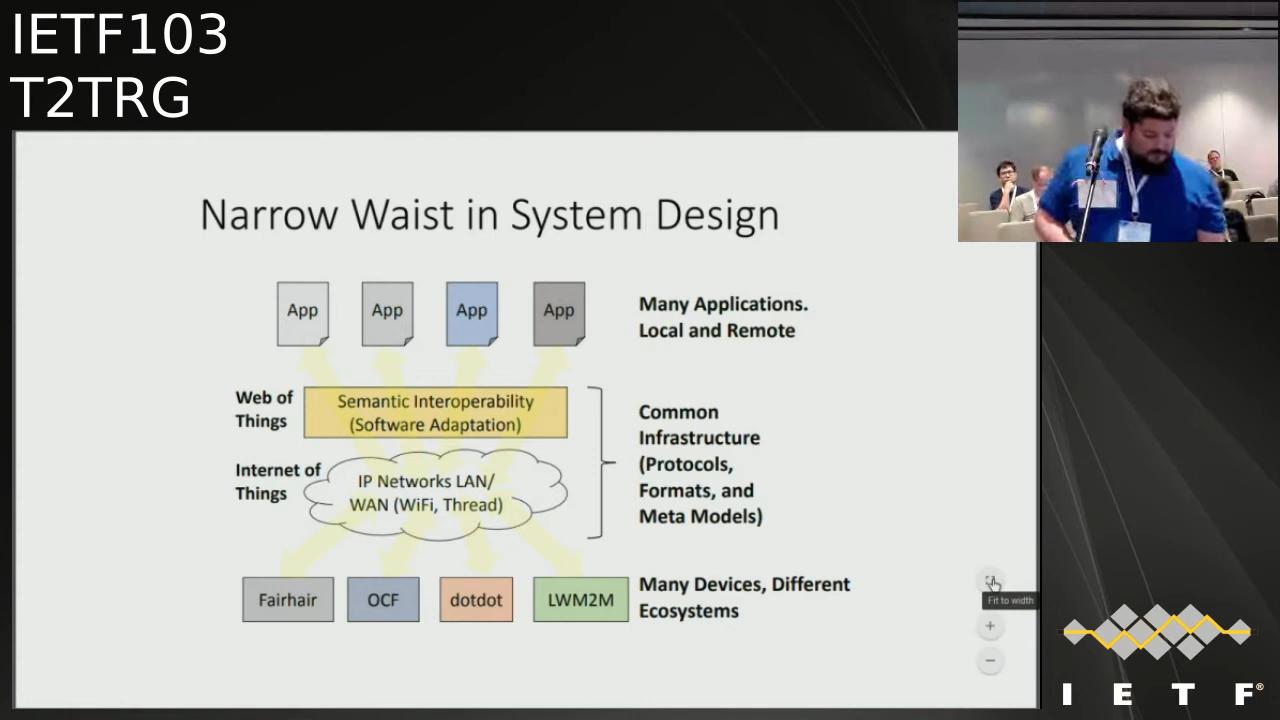 IETF103
T2TRG
Narrow Waist in System Design
App
App
App
App
Many Applications.
Local and Remote
Web of
Things
Semantic Interoperability
(Software Adaptation)
Internet of
Things
IP Networks LAN/
WAN (WiFi, Thread)
Common
Infrastructure
(Protocols,
Formats, and
Meta Models)
Fairhair
OCF
dotdot
LWM2M
Many Devices, Different
Ecosystems
Fit to width
I E T F®